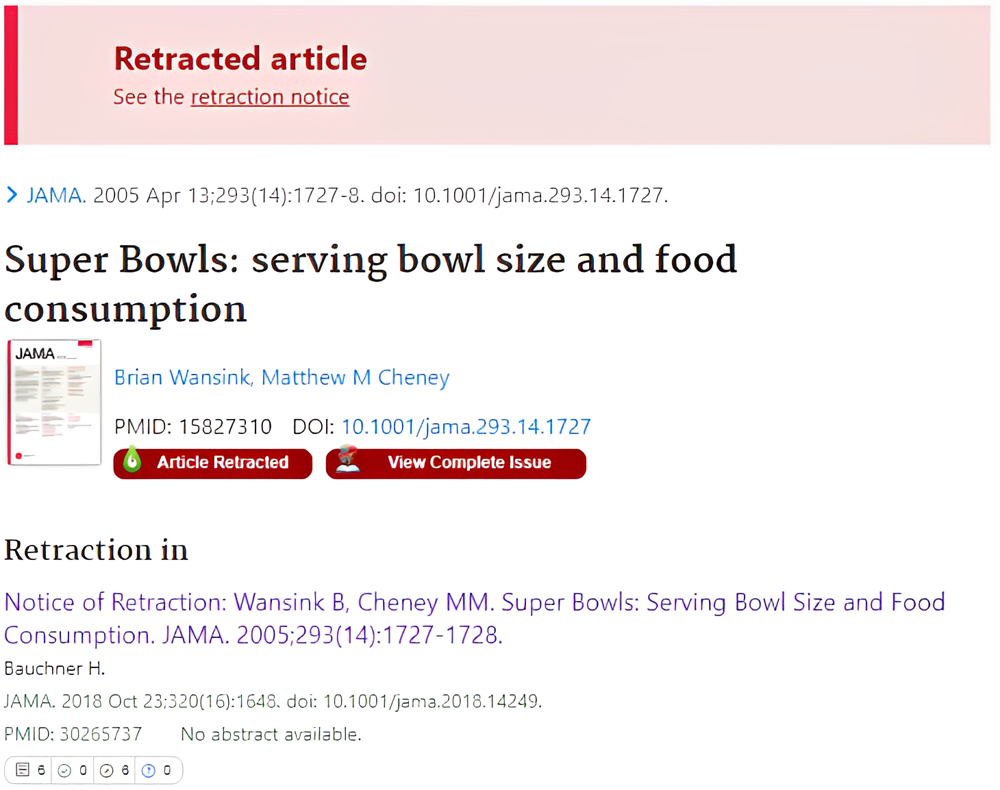 Retracted article
See the retraction notice
JAMA. 2005 Apr 13;293(14):1727-8. doi: 10.1001/jama.293.14.1727.
Super Bowls: serving bowl size and food
consumption
JAMA
Brian Wansink, Matthew M Cheney
PMID: 15827310 DOI: 10.1001/jama.293.14.1727
Article Retracted View Complete Issue
Retraction in
Notice of Retraction: Wansink B, Cheney MM. Super Bowls: Serving Bowl Size and Food
Consumption. JAMA. 2005;293(14):1727-1728.
Bauchner H.
JAMA. 2018 Oct 23;320(16):1648. doi: 10.1001/jama.2018.14249.
PMID: 30265737 No abstract available.
6 0 6 0